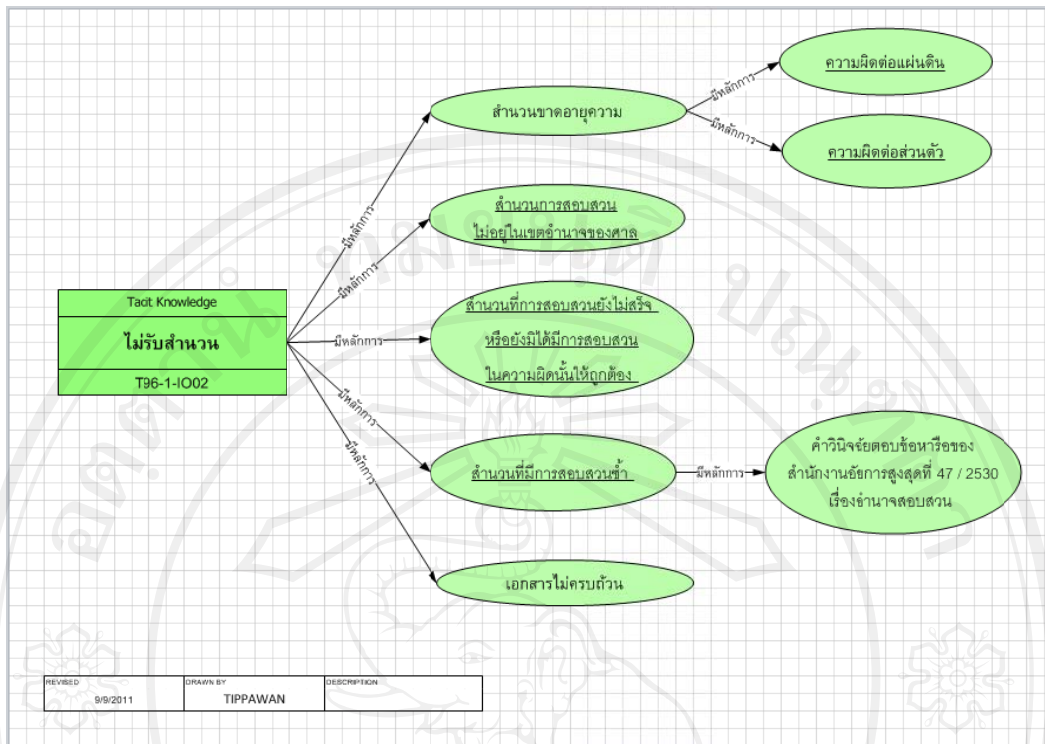 ความผิดต่อแผ่นดิน
มีหลักการ
สำนวนขาดอายุความ
มีหลักการ
ความผิดต่อส่วนตัว
มีหลักการ
สำนวนการสอบสวน
ไม่อยู่ในเขตอำนาจของศาล
มีหลักการ
Tacit Knowledge
ไม่รับสำนวน
T96-1-IO02
มีหลักการ
สำนวนที่การสอบสวนยังไม่สร็จ
หรือยังมิได้มีการสอบสวน
ในความผิดนั้นให้ถูกต้อง
มีหลักการ
สำนวนที่มีการสอบสวนซ้ำ
มีหลักการ
คำวินิจฉัยตอบข้อหารือของ
สำนักงานอัยการสูงสุดที่ 47 / 2530
เรื่องอำนาจสอบสวน
มีหลักการ
เอกสารไม่ครบถ้วน
REVISED
9/9/2011
DRAWN BY
TIPPAWAN
DESCRIPTION
อตฺตานํ ทมยนฺติ ปณฺฑิตา